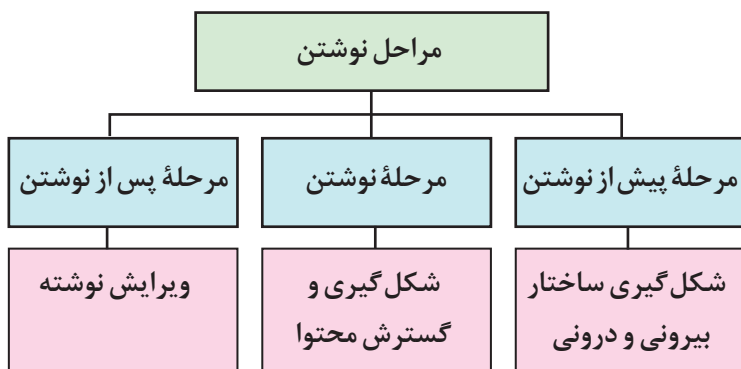 مراحل نوشتن
مرحلهٔ پیش از نوشتن
مرحلهٔ نوشتن
مرحلهٔ پس از نوشتن
شکل‌گیری ساختار
بیرونی و درونی
شکل‌گیری و
گسترش محتوا
ویرایش نوشته